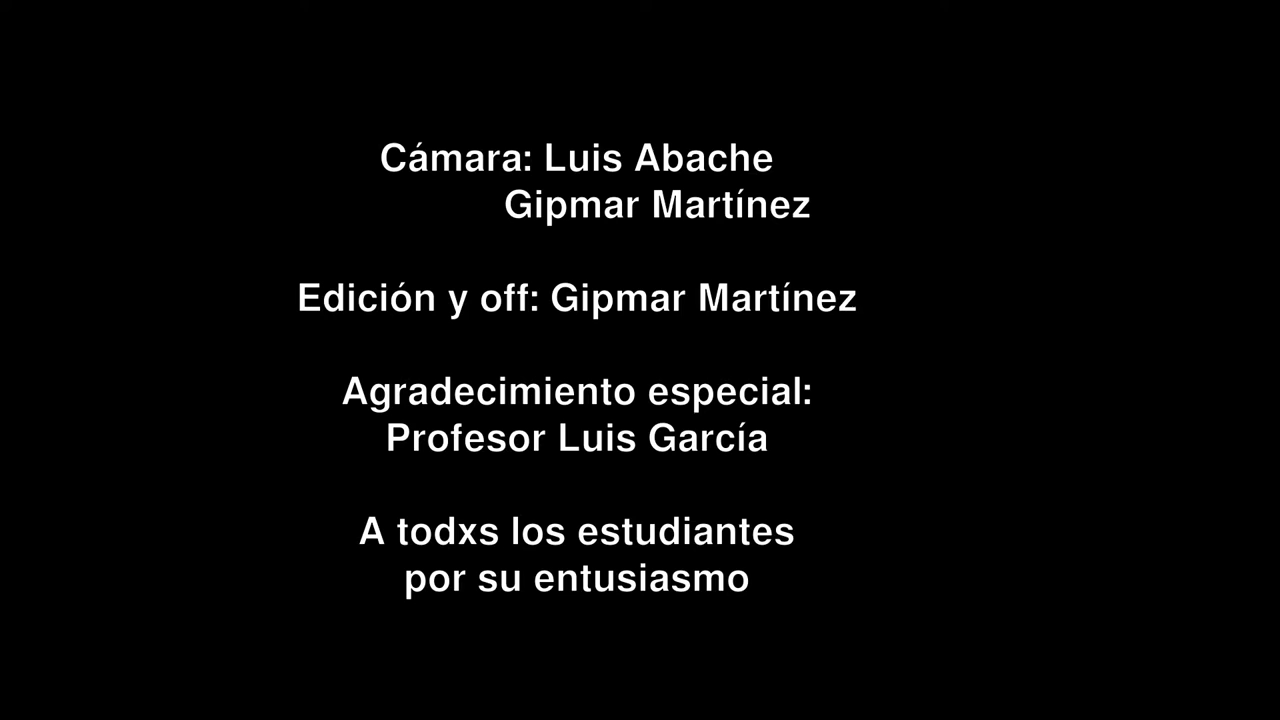 Cámara: Luis Abache
Gipmar Martínez
Edición y off: Gipmar Martínez
Agradecimiento especial:
Profesor Luis García
A todxs los estudiantes
por su entusiasmo